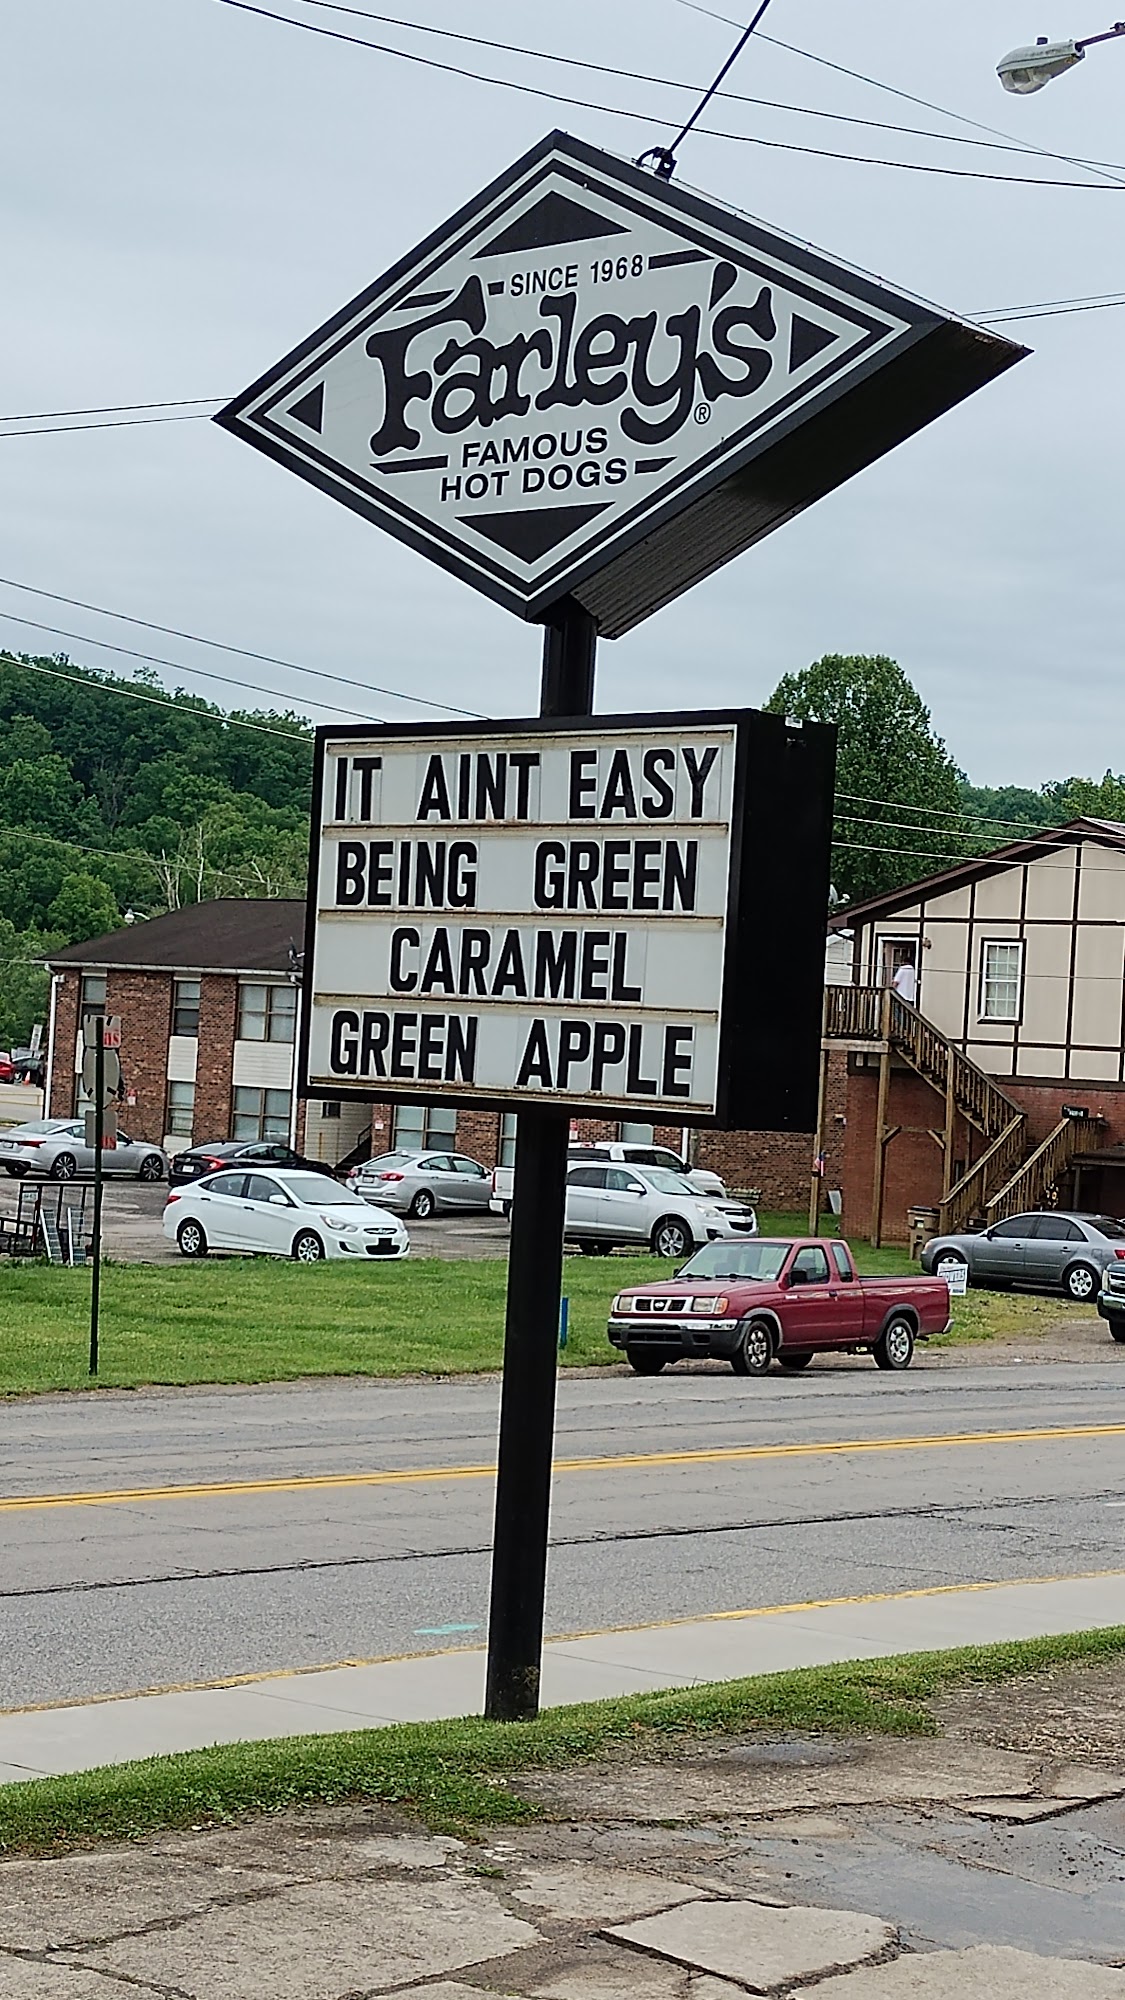 SINCE 1968
Farley's®
FAMOUS
HOT DOGS
IT AINT EASY
BEING GREEN
CARAMEL
GREEN APPLE